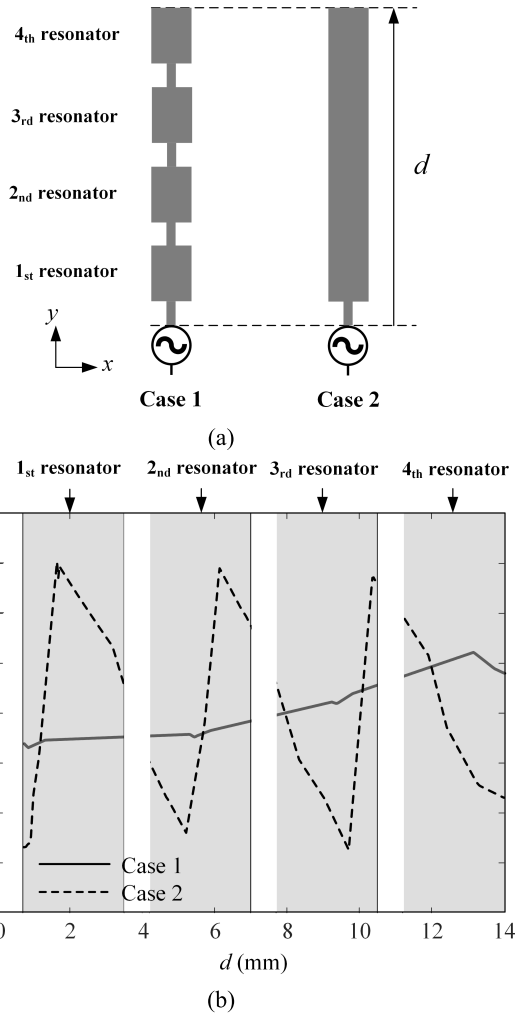 4th resonator
3rd resonator
2nd resonator
1st resonator
d
y
x
Case 1
Case 2
(a)
1st resonator 2nd resonator 3rd resonator 4th resonator
Case 1
Case 2
0 2 4 6 8 10 12 14
d (mm)
(b)